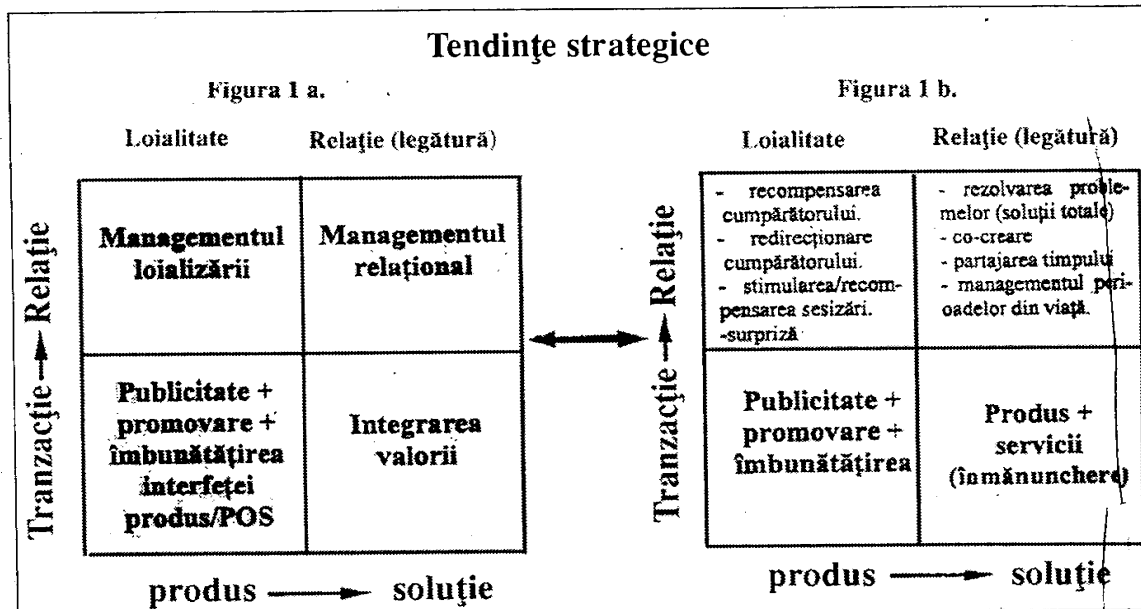 Tendinţe strategice
Figura 1 a.
Loialitate Relaţie (legătură)
Managementul
loializării
Managementul
relaţional
Publicitate +
promovare +
îmbunătăţirea
interfeţei
produs/POS
Integrarea
valorii
Tranzacţie → Relaţie
produs → soluţie
Figura 1 b.
Loialitate Relaţie (legătură)
- recompensarea
cumpărătorului.
- redirecţionare
cumpărătorului.
- stimularea/recom-
pensarea sesizări.
-surpriză
- rezolvarea proble-
melor (soluţii totale)
- co-creare
- partajarea timpului
- managementul peri-
oadelor din viaţă.
Publicitate +
promovare +
îmbunătăţirea
Produs +
servicii
(înmănunchere)
Tranzacţie → Relaţie
produs → soluţie